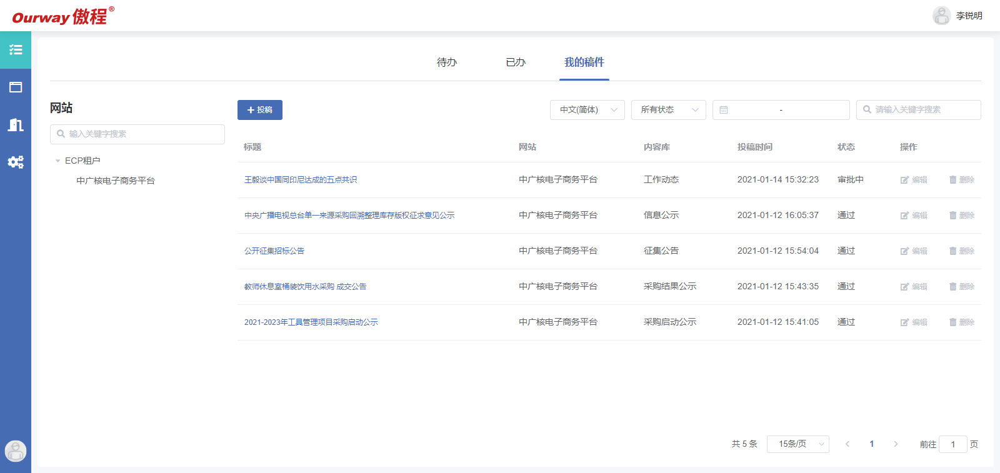 Ourway 傲程®
李锐明
待办
已办
我的稿件
网站
输入关键字搜索
ECP租户
中广核电子商务平台
投稿
中文(简体)
所有状态
-
请输入关键字搜索
标题 网站 内容库 投稿时间 状态 操作
王毅谈中国同印尼达成的五点共识 中广核电子商务平台 工作动态 2021-01-14 15:32:23 审批中 编辑 删除
中央广播电视总台单一来源采购回溯整理库存版权征求意见公示 中广核电子商务平台 信息公示 2021-01-12 16:05:37 通过 编辑 删除
公开征集招标公告 中广核电子商务平台 征集公告 2021-01-12 15:54:04 通过 编辑 删除
教师休息室桶装饮用水采购 成交公告 中广核电子商务平台 采购结果公示 2021-01-12 15:43:35 通过 编辑 删除
2021-2023年工具管理项目采购启动公示 中广核电子商务平台 采购启动公示 2021-01-12 15:41:05 通过 编辑 删除
共 5 条 15条/页 1 前往 1 页